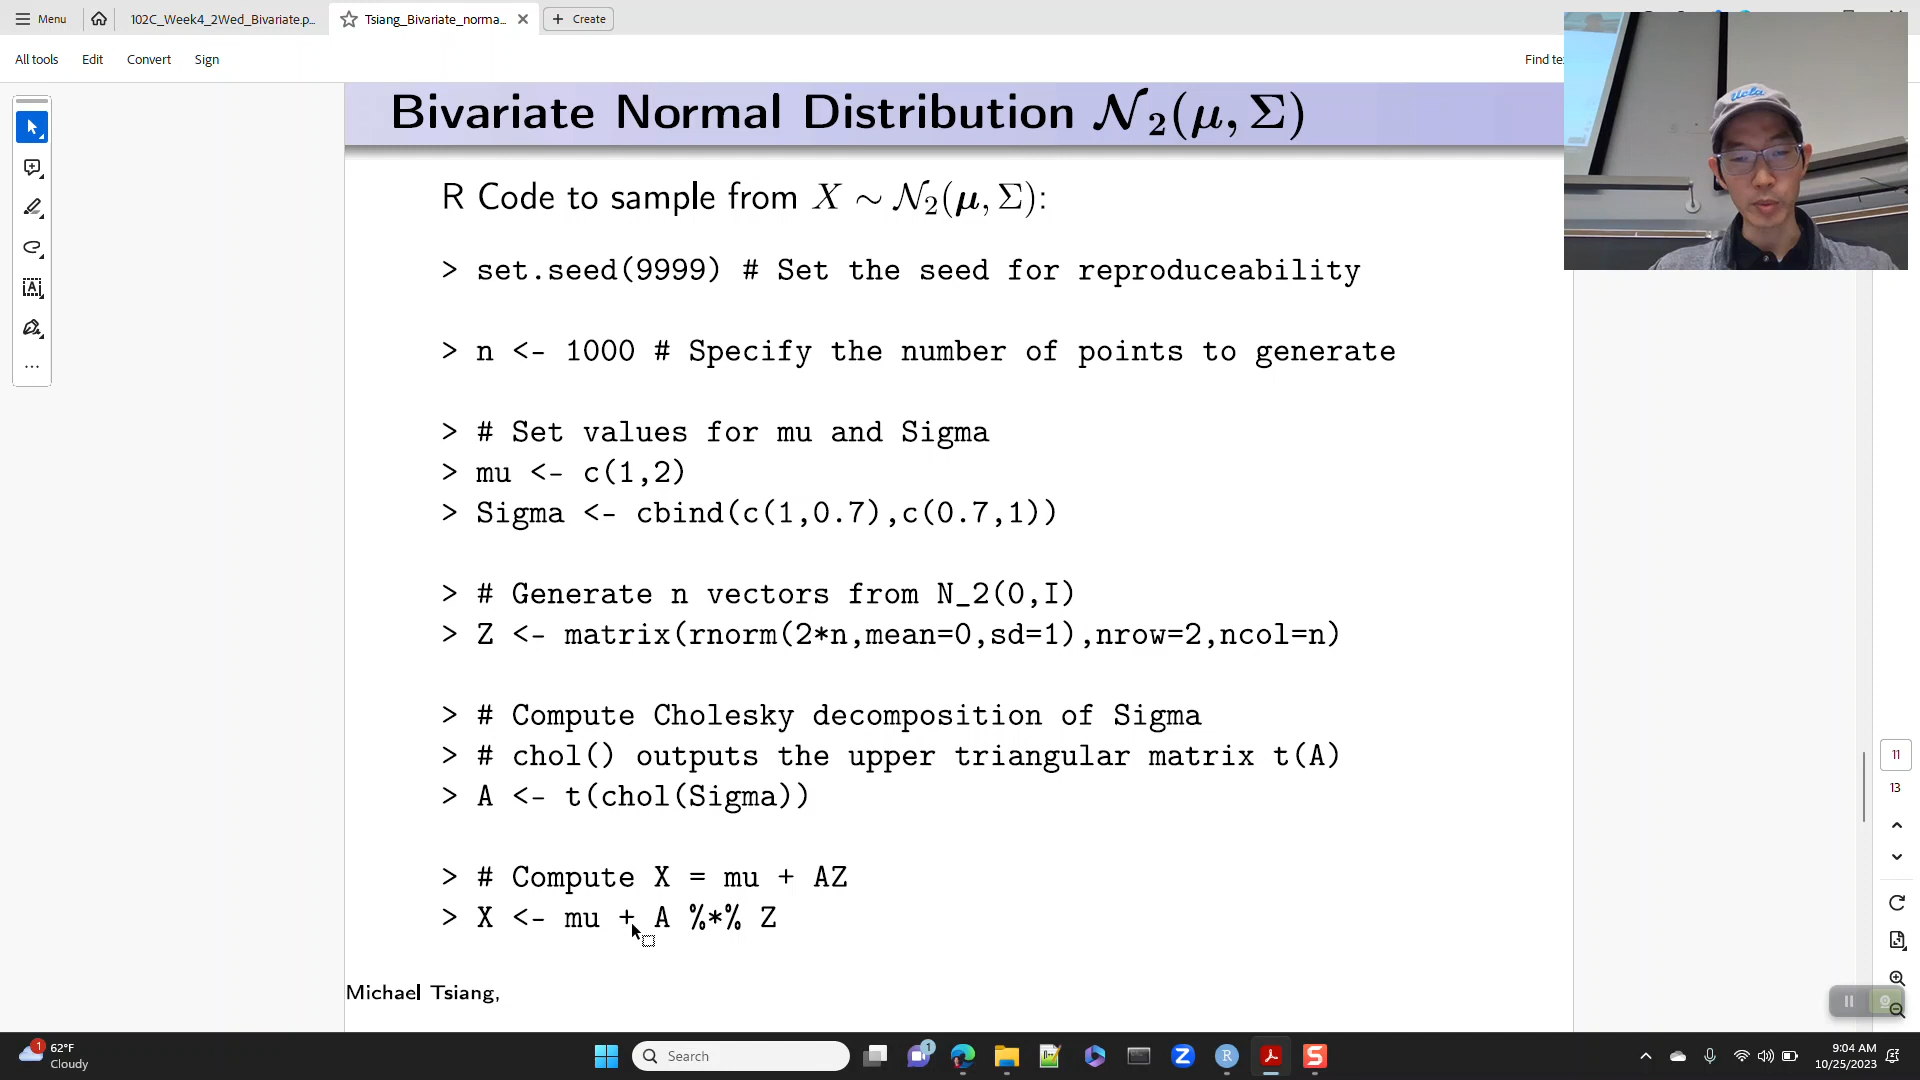 Menu
102C_Week4_2Wed_Bivariate.p...
Tsiang_Bivariate_norma...
Create
All tools
Edit
Convert
Sign
Find te
ucla
Bivariate Normal Distribution 𝒩₂(μ, Σ)
R Code to sample from X ∼ 𝒩₂(μ, Σ):
> set.seed(9999) # Set the seed for reproduceability
> n <- 1000 # Specify the number of points to generate
> # Set values for mu and Sigma
> mu <- c(1,2)
> Sigma <- cbind(c(1,0.7),c(0.7,1))
> # Generate n vectors from N_2(0,I)
> Z <- matrix(rnorm(2*n,mean=0,sd=1),nrow=2,ncol=n)
> # Compute Cholesky decomposition of Sigma
> # chol() outputs the upper triangular matrix t(A)
> A <- t(chol(Sigma))
> # Compute X = mu + AZ
> X <- mu + A %*% Z
Michael Tsiang,
11
13
1
62°F
Cloudy
Search
1
9:04 AM
10/25/2023